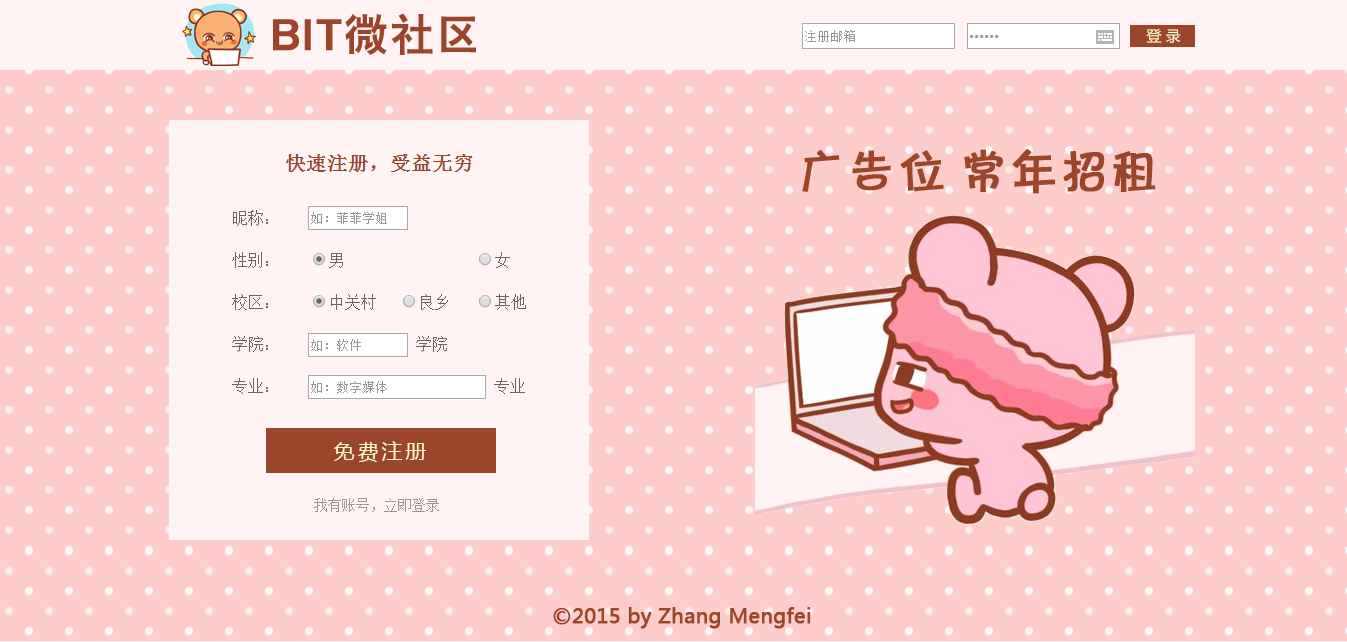 BIT微社区
注册邮箱
••••••
登录
快速注册，受益无穷
昵称： 如：菲菲学姐
性别： 男 女
校区： 中关村 良乡 其他
学院： 如：软件 学院
专业： 如：数字媒体 专业
免费注册
我有账号，立即登录
广告位 常年招租
©2015 by Zhang Mengfei